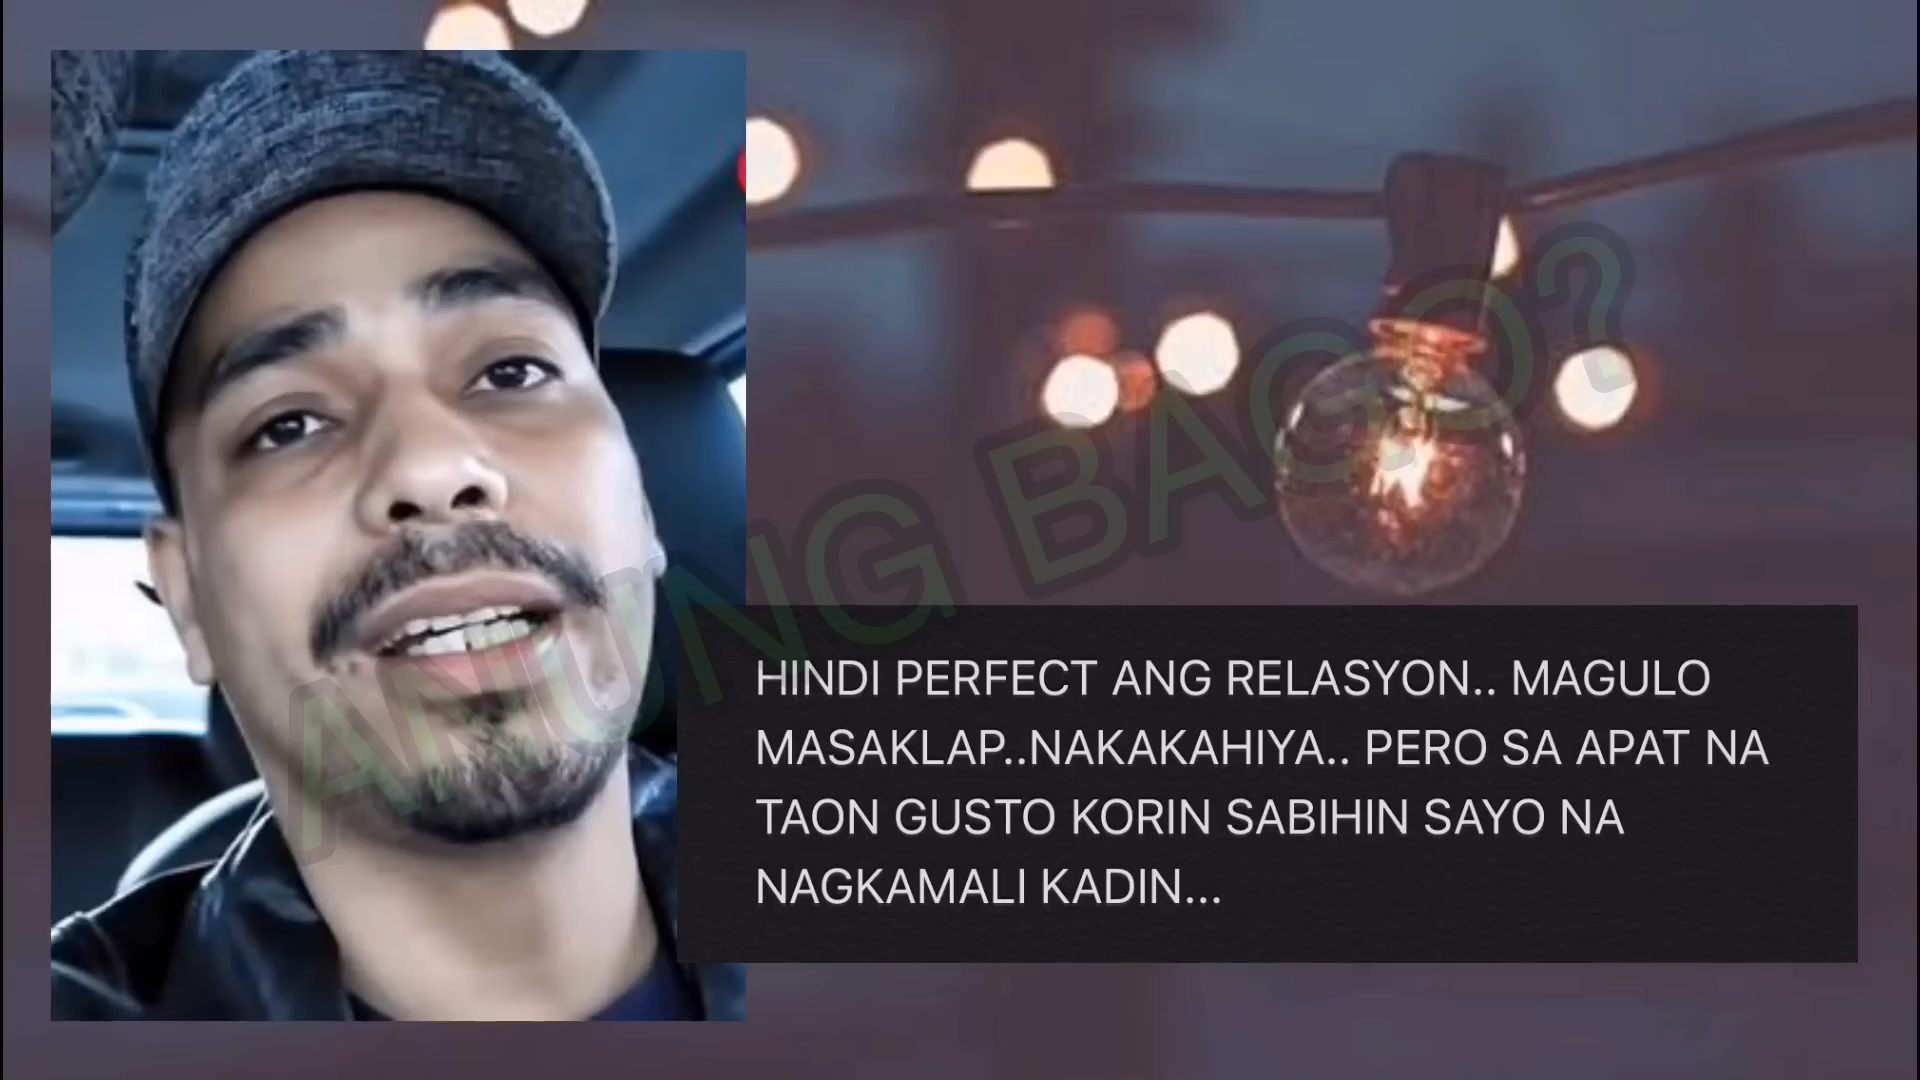 ANUNG BAGO?
HINDI PERFECT ANG RELASYON.. MAGULO
MASAKLAP..NAKAKAHIYA.. PERO SA APAT NA
TAON GUSTO KORIN SABIHIN SAYO NA
NAGKAMALI KADIN...